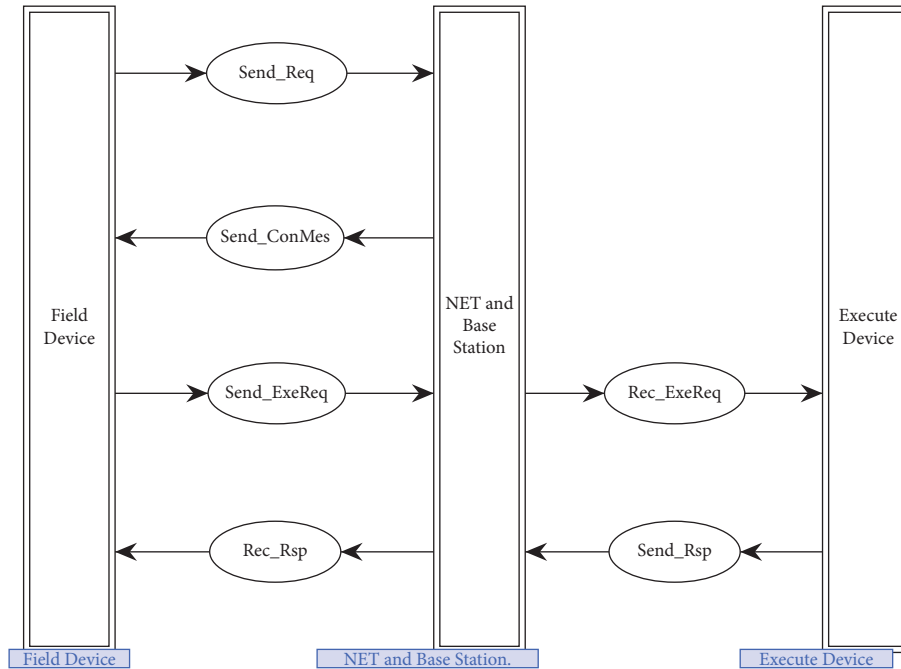 Send_Req
Send_ConMes
Field
Device
NET and
Base
Station
Execute
Device
Send_ExeReq
Rec_ExeReq
Rec_Rsp
Send_Rsp
Field Device
NET and Base Station.
Execute Device